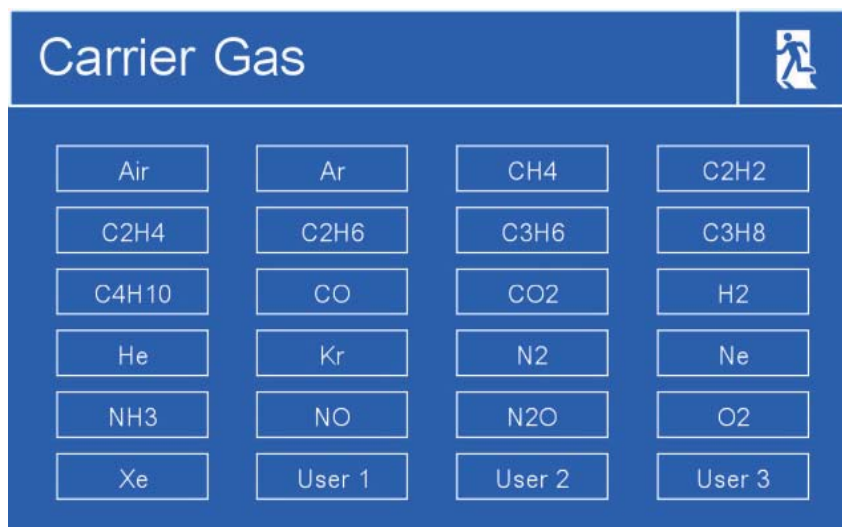 Carrier Gas
Air Ar CH4 C2H2
C2H4 C2H6 C3H6 C3H8
C4H10 CO CO2 H2
He Kr N2 Ne
NH3 NO N2O O2
Xe User 1 User 2 User 3